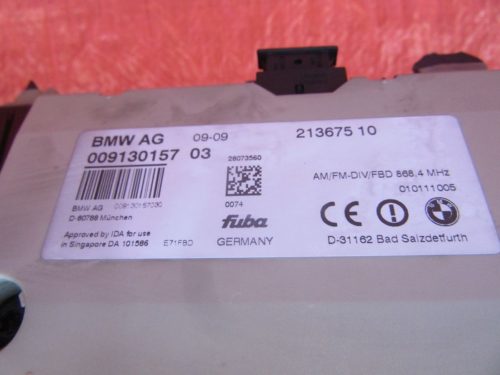 BMW AG 09-09 213675 10
009130157 03
28073560
AM/FM-DIV/FBD 868,4 MHz
010111005
0074
BMW AG 009130157030
D-80788 München
fuba
Approved by IDA for use
in Singapore DA 101586 E71FBD
GERMANY
D-31162 Bad Salzdetfurth
CE
BMW